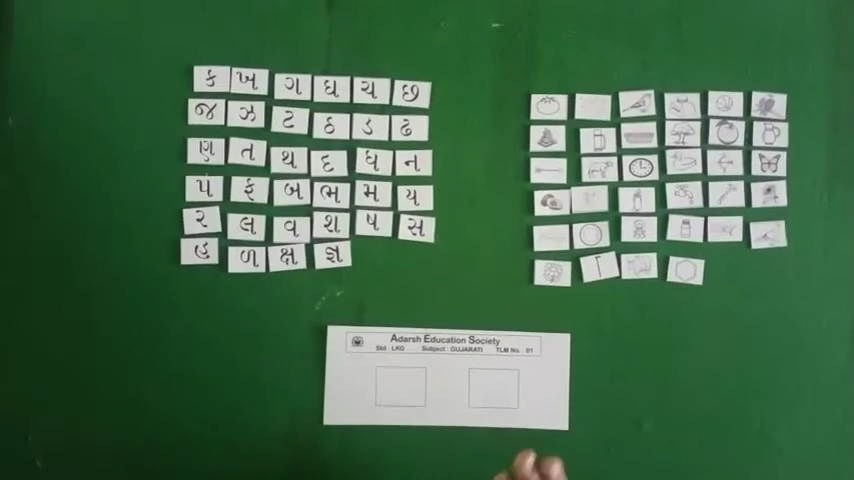 ક ખ ગ ઘ ચ છ
જ ઝ ટ ઠ ડ ઢ
ણ ત થ દ ધ ન
પ ફ બ ભ મ ય
ર લ વ શ ષ સ
હ ળ ક્ષ જ્ઞ
Adarsh Education Society
Std : LKG Subject : GUJARATI TLM No. : 01